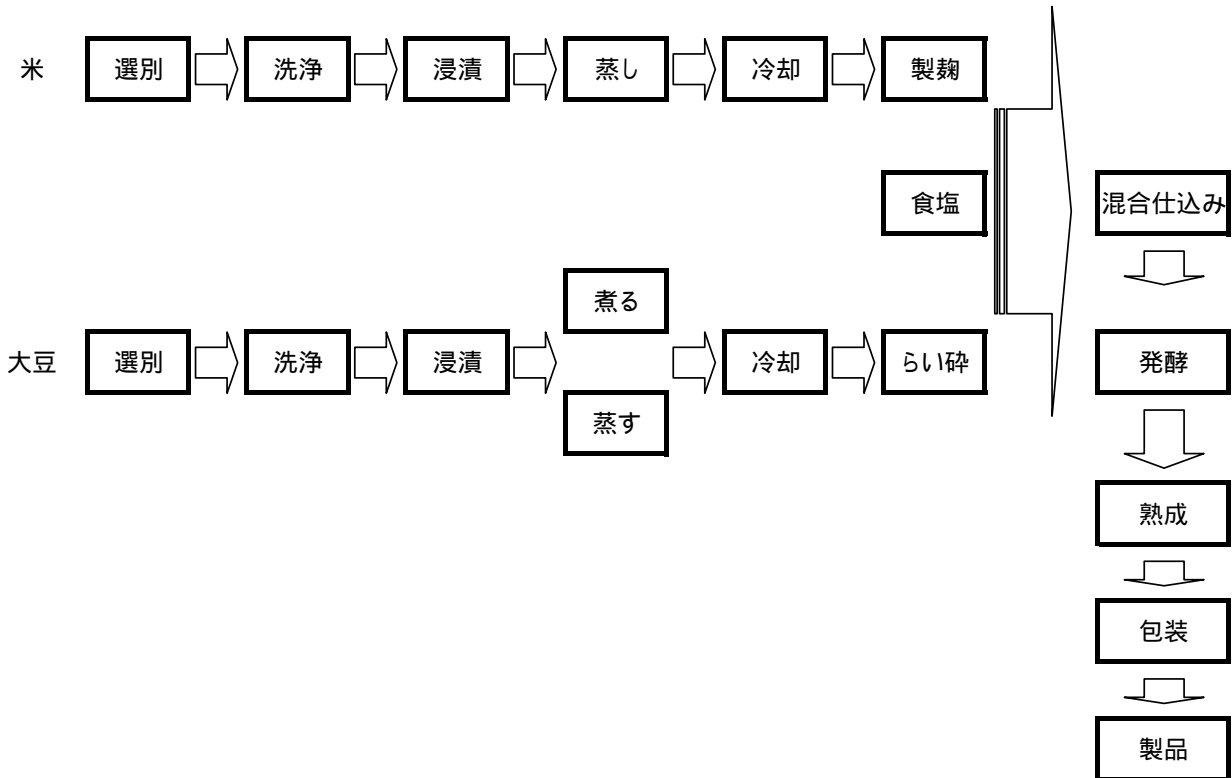 米 選別 洗浄 浸漬 蒸し 冷却 製麹
食塩 混合仕込み
煮る
大豆 選別 洗浄 浸漬 冷却 らい砕 発酵
蒸す
熟成
包装
製品